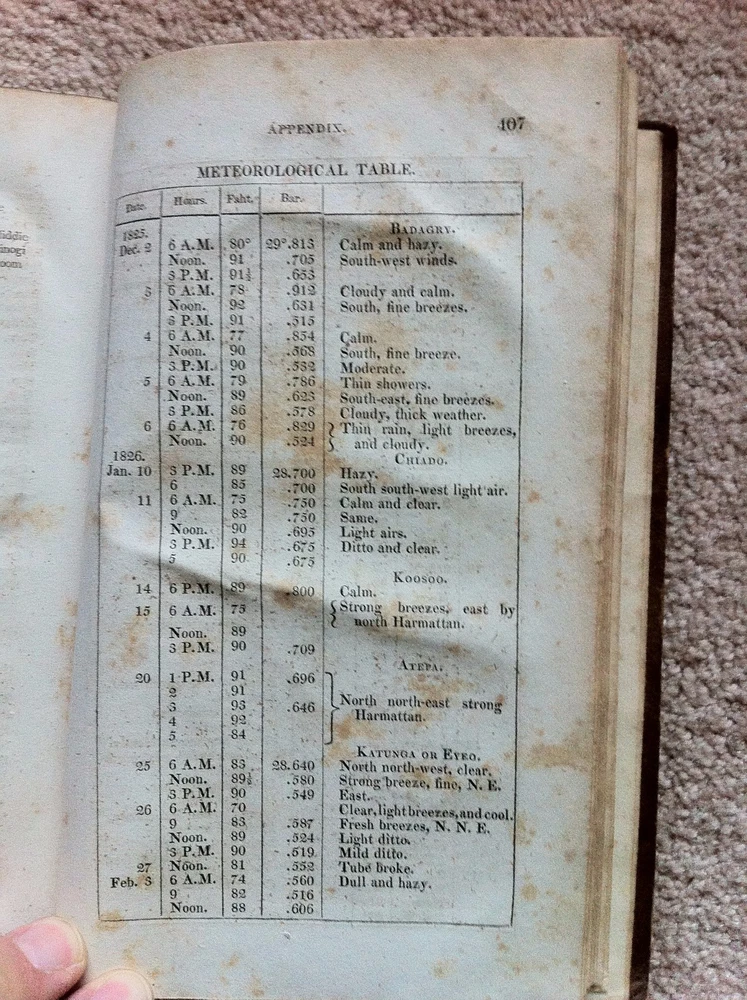 APPENDIX. 407
METEOROLOGICAL TABLE.
Date. Hours. Faht. Bar.
1825. BADAGRY.
Dec. 2 6 A.M. 80° 29°.813 Calm and hazy.
Noon. 91 .705 South-west winds.
3 P.M. 91½ .653
3 6 A.M. 78 .912 Cloudy and calm.
Noon. 92 .631 South, fine breezes.
3 P.M. 91 .515
4 6 A.M. 77 .854 Calm.
Noon. 90 .568 South, fine breeze.
3 P.M. 90 .532 Moderate.
5 6 A.M. 79 .786 Thin showers.
Noon. 89 .623 South-east, fine breezes.
3 P.M. 86 .578 Cloudy, thick weather.
6 6 A.M. 76 .829 Thin rain, light breezes,
Noon. 90 .524 and cloudy.
1826. CHIADO.
Jan. 10 3 P.M. 89 28.700 Hazy.
6 85 .700 South south-west light air.
11 6 A.M. 75 .750 Calm and clear.
9 82 .750 Same.
Noon. 90 .695 Light airs.
3 P.M. 94 .675 Ditto and clear.
5 90 .675
KOOSOO.
14 6 P.M. 89 .800 Calm.
15 6 A.M. 75 Strong breezes, east by
north Harmattan.
Noon. 89
3 P.M. 90 .709
ATEPA.
20 1 P.M. 91 .696
2 91
3 93 .646 North north-east strong
4 92 Harmattan.
5 84
KATUNGA OR EYEO.
25 6 A.M. 83 28.640 North north-west, clear.
Noon. 89½ .580 Strong breeze, fine, N. E.
3 P.M. 90 .549 East.
26 6 A.M. 70 Clear, light breezes, and cool.
9 83 .587 Fresh breezes, N. N. E.
Noon. 89 .524 Light ditto.
3 P.M. 90 .519 Mild ditto.
27 Noon. 81 .552 Tube broke.
Feb. 3 6 A.M. 74 .560 Dull and hazy.
9 82 .516
Noon. 88 .606